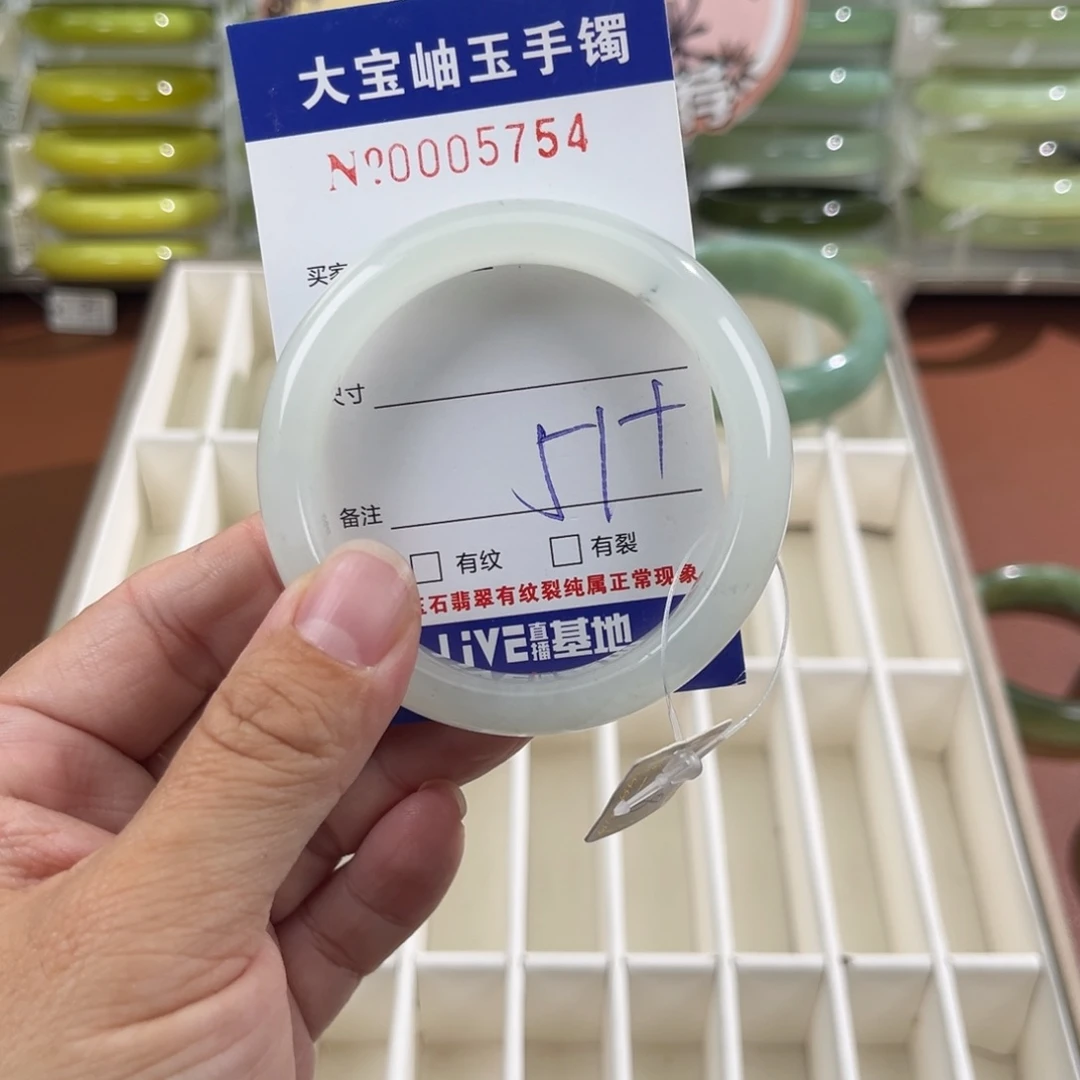 大宝岫玉手镯
Nº0005754
买家
尺寸
51+
备注
□ 有纹 □ 有裂
玉石翡翠有纹裂纯属正常现象
LiVE直播基地